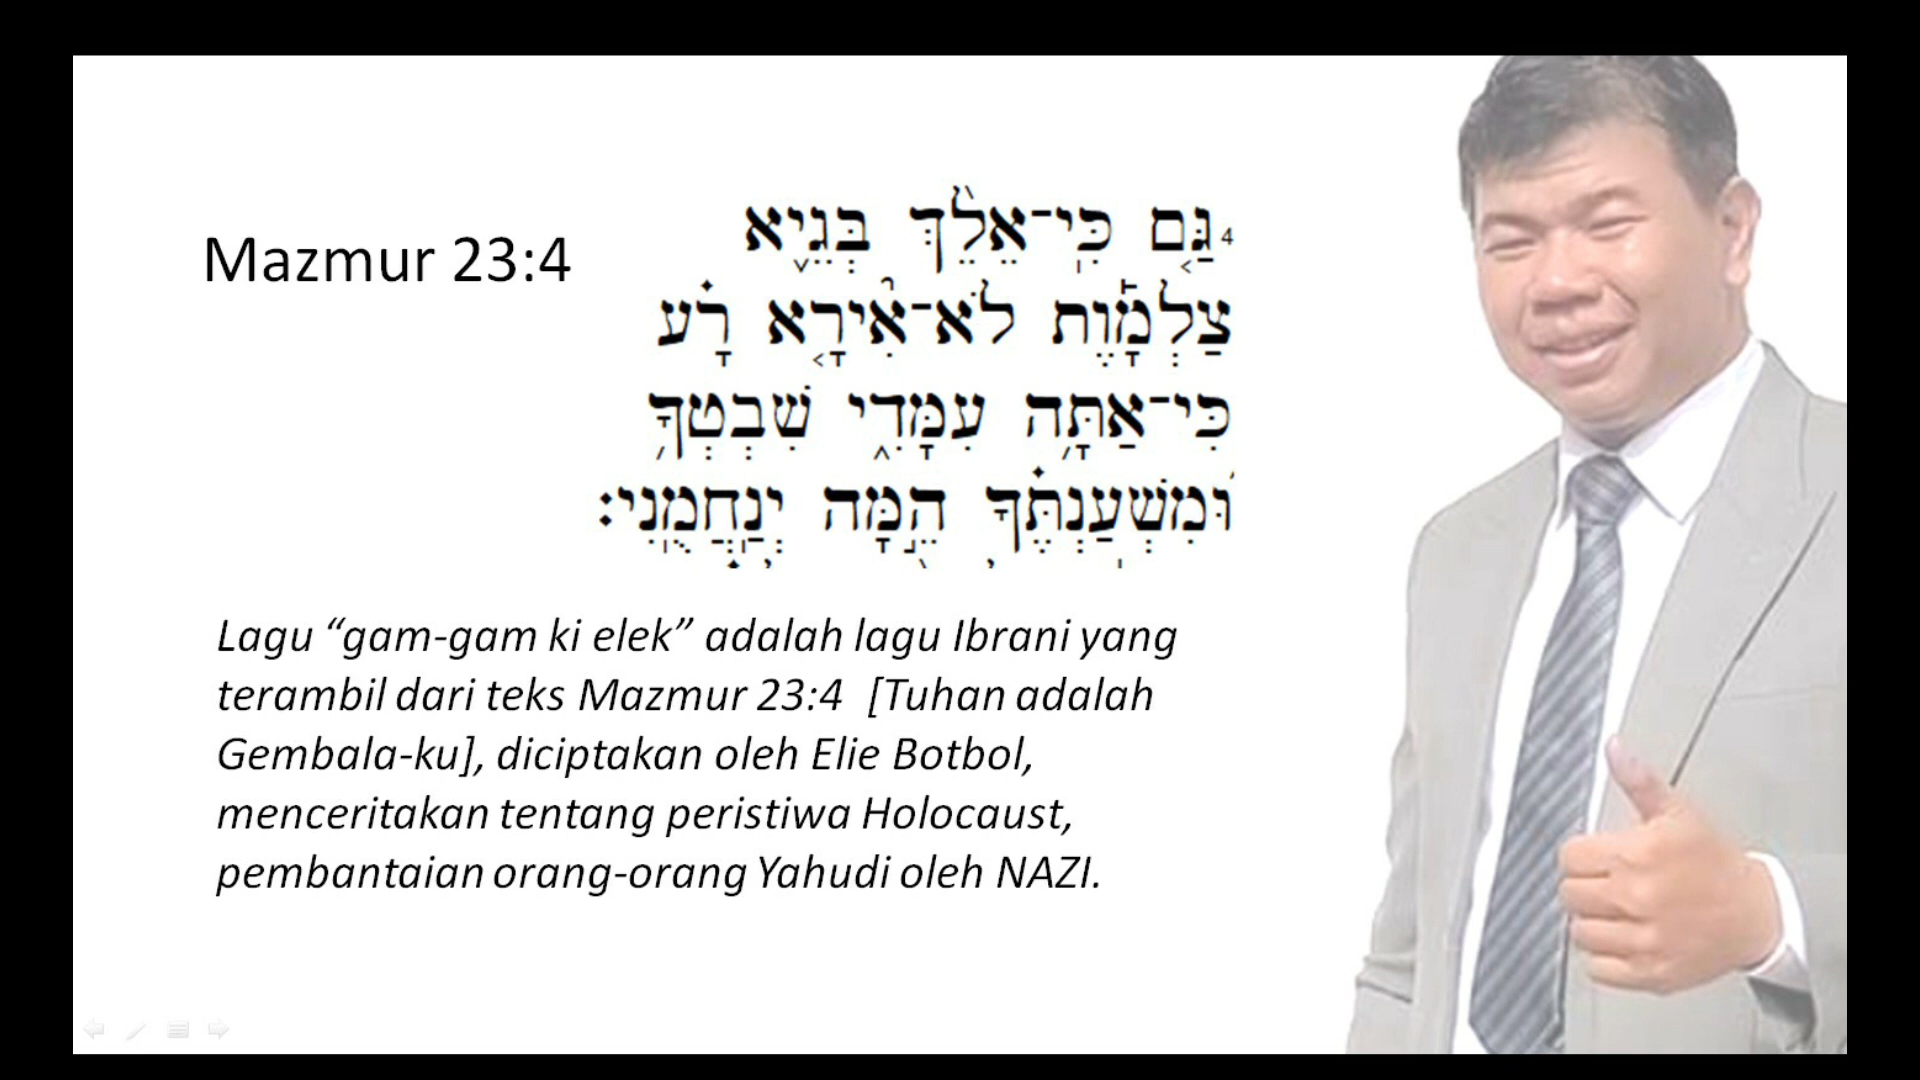 Mazmur 23:4
4 גַּ֤ם כִּֽי־אֵלֵ֨ךְ בְּגֵ֪יא
צַלְמָ֡וֶת לֹא־אִ֘ירָ֤א רָ֗ע
כִּי־אַתָּ֥ה עִמָּדִ֑י שִׁבְטְךָ֥
וּ֝מִשְׁעַנְתֶּ֗ךָ הֵ֣מָּה יְנַֽחֲמֻֽנִי׃
Lagu “gam-gam ki elek” adalah lagu Ibrani yang
terambil dari teks Mazmur 23:4 [Tuhan adalah
Gembala-ku], diciptakan oleh Elie Botbol,
menceritakan tentang peristiwa Holocaust,
pembantaian orang-orang Yahudi oleh NAZI.